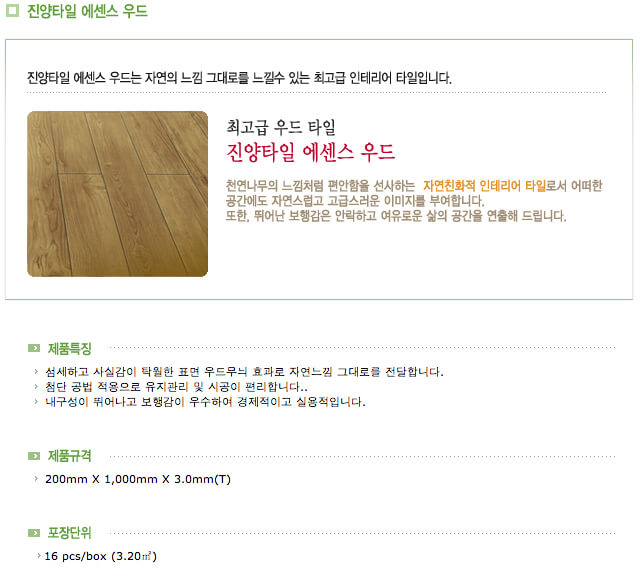 진양타일 에센스 우드
진양타일 에센스 우드는 자연의 느낌 그대로를 느낄수 있는 최고급 인테리어 타일입니다.
최고급 우드 타일
진양타일 에센스 우드
천연나무의 느낌처럼 편안함을 선사하는 자연친화적 인테리어 타일로서 어떠한
공간에도 자연스럽고 고급스러운 이미지를 부여합니다.
또한, 뛰어난 보행감은 안락하고 여유로운 삶의 공간을 연출해 드립니다.
제품특징
섬세하고 사실감이 탁월한 표면 우드무늬 효과로 자연느낌 그대로를 전달합니다.
첨단 공법 적용으로 유지관리 및 시공이 편리합니다..
내구성이 뛰어나고 보행감이 우수하여 경제적이고 실용적입니다.
제품규격
200mm X 1,000mm X 3.0mm(T)
포장단위
16 pcs/box (3.20㎡)